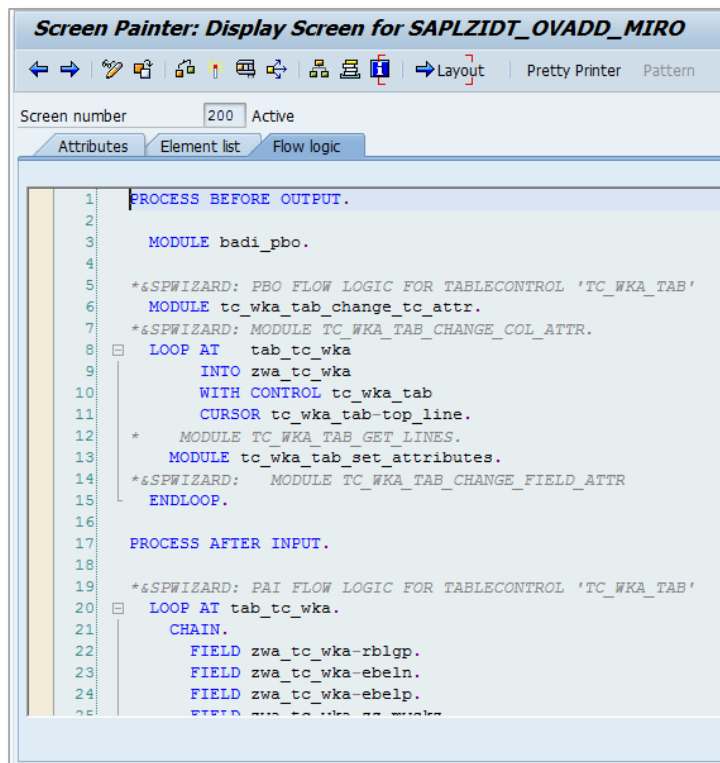 Screen Painter: Display Screen for SAPLZIDT_OVADD_MIRO
Layout Pretty Printer Pattern
Screen number 200 Active
Attributes Element list Flow logic
1 PROCESS BEFORE OUTPUT.
2
3 MODULE badi_pbo.
4
5 *&SPWIZARD: PBO FLOW LOGIC FOR TABLECONTROL 'TC_WKA_TAB'
6 MODULE tc_wka_tab_change_tc_attr.
7 *&SPWIZARD: MODULE TC_WKA_TAB_CHANGE_COL_ATTR.
8 LOOP AT tab_tc_wka
9 INTO zwa_tc_wka
10 WITH CONTROL tc_wka_tab
11 CURSOR tc_wka_tab-top_line.
12 * MODULE TC_WKA_TAB_GET_LINES.
13 MODULE tc_wka_tab_set_attributes.
14 *&SPWIZARD: MODULE TC_WKA_TAB_CHANGE_FIELD_ATTR
15 ENDLOOP.
16
17 PROCESS AFTER INPUT.
18
19 *&SPWIZARD: PAI FLOW LOGIC FOR TABLECONTROL 'TC_WKA_TAB'
20 LOOP AT tab_tc_wka.
21 CHAIN.
22 FIELD zwa_tc_wka-rblgp.
23 FIELD zwa_tc_wka-ebeln.
24 FIELD zwa_tc_wka-ebelp.
25 FIELD